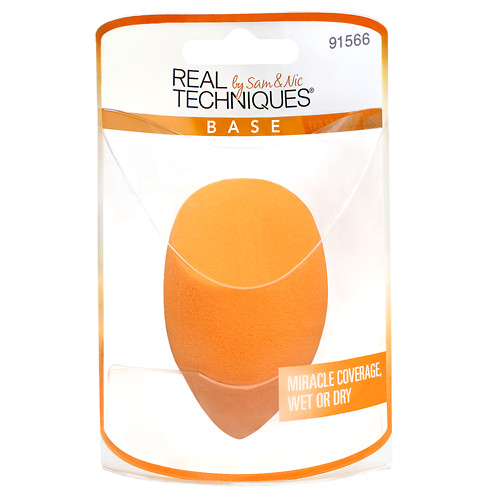 91566
REAL by Sam & Nic
TECHNIQUES®
BASE
MIRACLE COVERAGE,
WET OR DRY